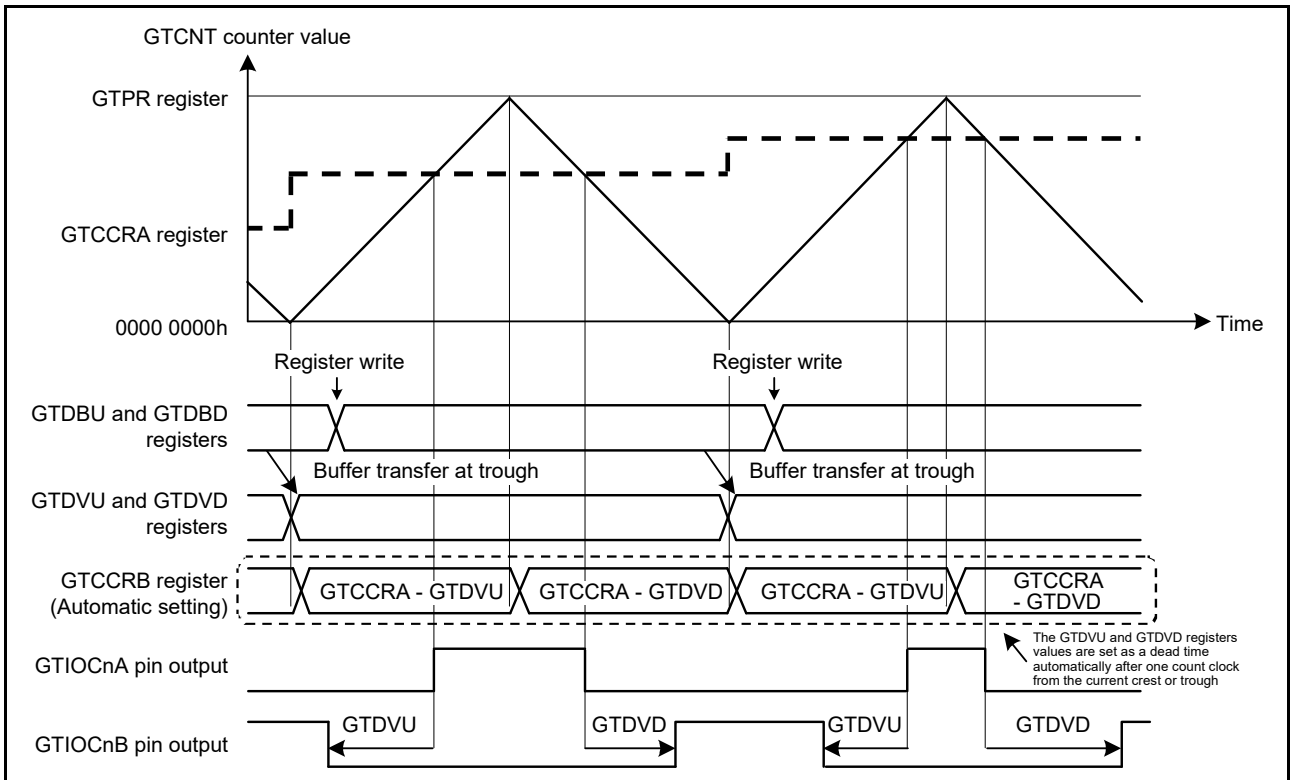 GTCNT counter value
GTPR register
GTCCRA register
0000 0000h
Time
Register write
Register write
GTDBU and GTDBD
registers
Buffer transfer at trough
Buffer transfer at trough
GTDVU and GTDVD
registers
GTCCRB register
(Automatic setting)
GTCCRA - GTDVU
GTCCRA - GTDVD
GTCCRA - GTDVU
GTCCRA
- GTDVD
The GTDVU and GTDVD registers
values are set as a dead time
automatically after one count clock
from the current crest or trough
GTIOCnA pin output
GTIOCnB pin output
GTDVU
GTDVD
GTDVU
GTDVD